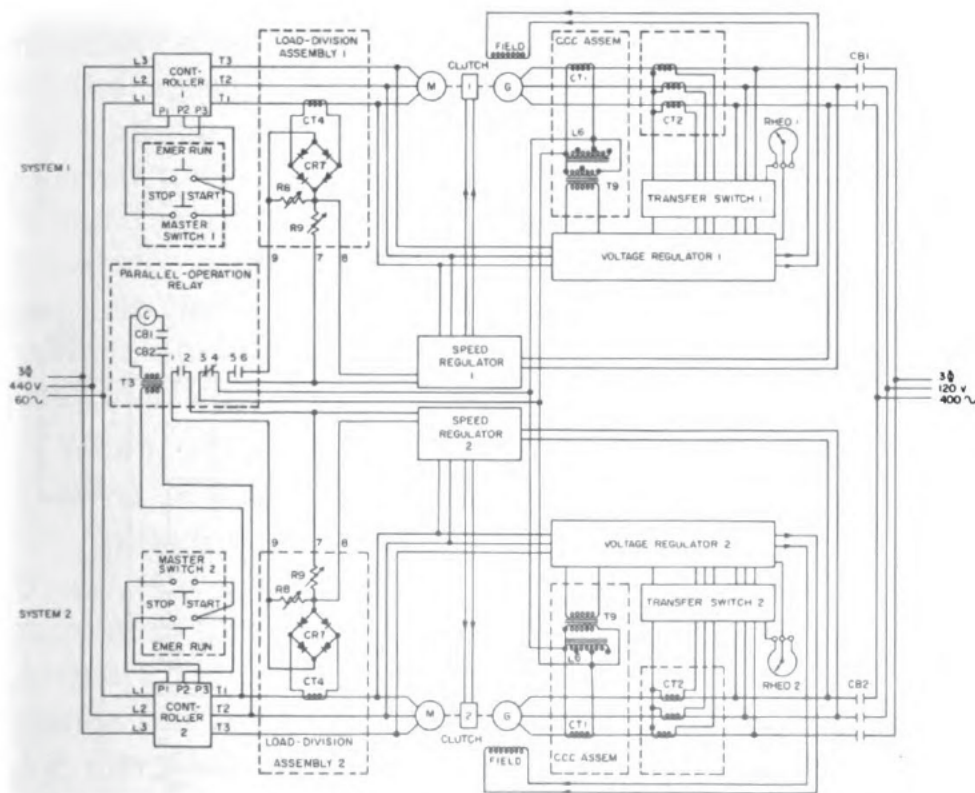 LOAD-DIVISION
ASSEMBLY 1
FIELD
CCC ASSEM
CB1
L3
L2
L1
CONT-
ROLLER
1
P1 P2 P3
T3
T2
T1
CLUTCH
M
1
G
CT1
CT2
CT4
CR7
R8
R9
9 7 8
L6
T9
RHEO 1
SYSTEM 1
EMER RUN
STOP START
MASTER
SWITCH 1
TRANSFER SWITCH 1
VOLTAGE REGULATOR 1
PARALLEL-OPERATION
RELAY
C
CB1
CB2
T3
1 2 3 4 5 6
SPEED
REGULATOR
1
3ϕ
440 V
60~
3ϕ
120 V
400~
SPEED
REGULATOR
2
9 7 8
VOLTAGE REGULATOR 2
MASTER
SWITCH 2
STOP START
EMER RUN
SYSTEM 2
R9
R8
CR7
CT4
TRANSFER SWITCH 2
T9
L6
RHEO 2
L1
L2
L3
P1 P2 P3
CONT-
ROLLER
2
T1
T2
T3
M
2
G
CLUTCH
CT2
CT1
CB2
LOAD-DIVISION
ASSEMBLY 2
FIELD
CCC ASSEM